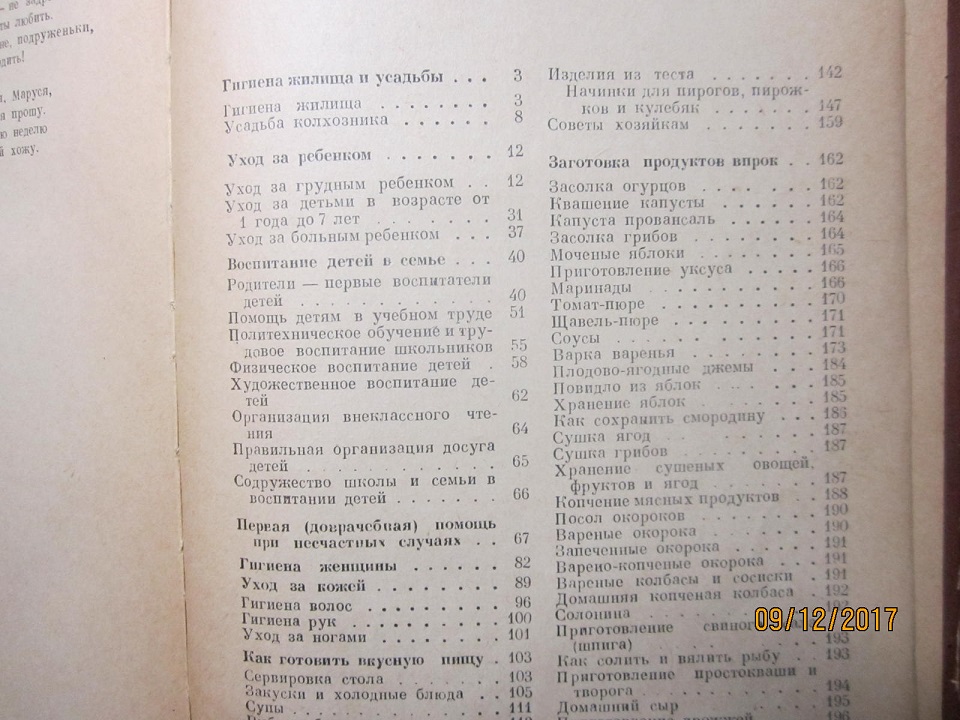 ты любить.
не, подруженьки,
Маруся,
прошу.
неделю
хожу.
Гигиена жилища и усадьбы . . . 3
Гигиена жилища . . . . . . . . 3
Усадьба колхозника . . . . . . 8
Уход за ребенком . . . . . . . 12
Уход за грудным ребенком . . 12
Уход за детьми в возрасте от
1 года до 7 лет . . . . . . . 31
Уход за больным ребенком . . . 37
Воспитание детей в семье . . . 40
Родители — первые воспитатели
детей . . . . . . . . . . . . 40
Помощь детям в учебном труде 51
Политехническое обучение и тру-
довое воспитание школьников 55
Физическое воспитание детей . 58
Художественное воспитание де-
тей 62
Организация внеклассного чте-
ния 64
Правильная организация досуга
детей . . . . . . . . . . . . 65
Содружество школы и семьи в
воспитании детей . . . . . . . 66
Первая (доврачебная) помощь
при несчастных случаях . . 67
Гигиена женщины . . . . . . 82
Уход за кожей . . . . . . . . 89
Гигиена волос . . . . . . . . 96
Гигиена рук . . . . . . . . . 100
Уход за ногами . . . . . . . . 101
Как готовить вкусную пищу . 103
Сервировка стола . . . . . . . 103
Закуски и холодные блюда . . 105
Супы . . . . . . . . . . . . 111
Изделия из теста . . . . . . . 142
Начинки для пирогов, пирож-
ков и кулебяк . . . . . . . 147
Советы хозяйкам . . . . . . . 159
Заготовка продуктов впрок . . 162
Засолка огурцов . . . . . . . 162
Квашение капусты . . . . . . 162
Капуста провансаль . . . . . . 164
Засолка грибов . . . . . . . . 164
Моченые яблоки . . . . . . . 165
Приготовление уксуса . . . . . 166
Маринады . . . . . . . . . . 166
Томат-пюре . . . . . . . . . 170
Щавель-пюре . . . . . . . . . 171
Соусы . . . . . . . . . . . . 171
Варка варенья . . . . . . . . 173
Плодово-ягодные джемы . . . . 184
Повидло из яблок . . . . . . . 185
Хранение яблок . . . . . . . . 185
Как сохранить смородину . . . 186
Сушка ягод . . . . . . . . . 187
Сушка грибов . . . . . . . . . 187
Хранение сушеных овощей,
фруктов и ягод . . . . . . . 187
Копчение мясных продуктов . . 188
Посол окороков . . . . . . . . 190
Вареные окорока . . . . . . . 190
Запеченные окорока . . . . . . 191
Варено-копченые окорока . . . 191
Вареные колбасы и сосиски . 191
Домашняя копченая колбаса . . 192
Солонина . . . . . . . . .
Приготовление
(шпига) . . . . . . . . . . 193
Как солить и вялить рыбу . . 193
Приготовление простокваши и
творога . . . . . . . . . . 194
Домашний сыр . . . . . . . . 195
09/12/2017